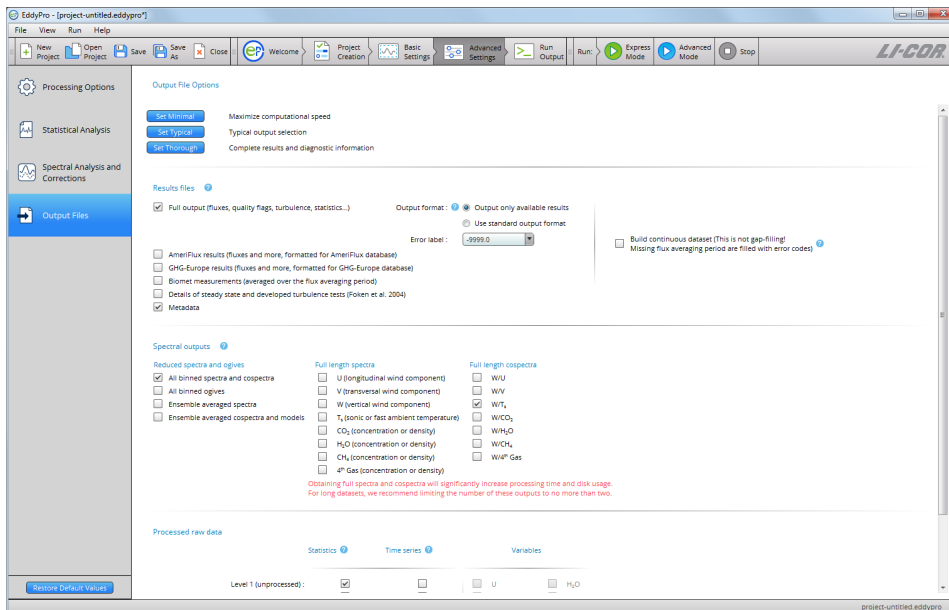 EddyPro - [project-untitled.eddypro*]
File View Run Help
New Project
Open Project
Save
Save As
Close
eP Welcome
Project Creation
Basic Settings
Advanced Settings
Run Output
Run:
Express Mode
Advanced Mode
Stop
LI-COR
Processing Options
Statistical Analysis
Spectral Analysis and
Corrections
Output Files
Restore Default Values
Output File Options
Set Minimal Maximize computational speed
Set Typical Typical output selection
Set Thorough Complete results and diagnostic information
Results files ?
Full output (fluxes, quality flags, turbulence, statistics...) Output format : ? Output only available results
Use standard output format
Error label : -9999.0
Build continuous dataset (This is not gap-filling!
Missing flux averaging period are filled with error codes) ?
AmeriFlux results (fluxes and more, formatted for AmeriFlux database)
GHG-Europe results (fluxes and more, formatted for GHG-Europe database)
Biomet measurements (averaged over the flux averaging period)
Details of steady state and developed turbulence tests (Foken et al. 2004)
Metadata
Spectral outputs ?
Reduced spectra and ogives Full length spectra Full length cospectra
All binned spectra and cospectra U (longitudinal wind component) W/U
All binned ogives V (transversal wind component) W/V
Ensemble averaged spectra W (vertical wind component) W/Tₛ
Ensemble averaged cospectra and models Tₛ (sonic or fast ambient temperature) W/CO₂
CO₂ (concentration or density) W/H₂O
H₂O (concentration or density) W/CH₄
CH₄ (concentration or density) W/4ᵗʰ Gas
4ᵗʰ Gas (concentration or density)
Obtaining full spectra and cospectra will significantly increase processing time and disk usage.
For long datasets, we recommend limiting the number of these outputs to no more than two.
Processed raw data
Statistics ? Time series ? Variables
Level 1 (unprocessed) : U H₂O
project-untitled.eddypro